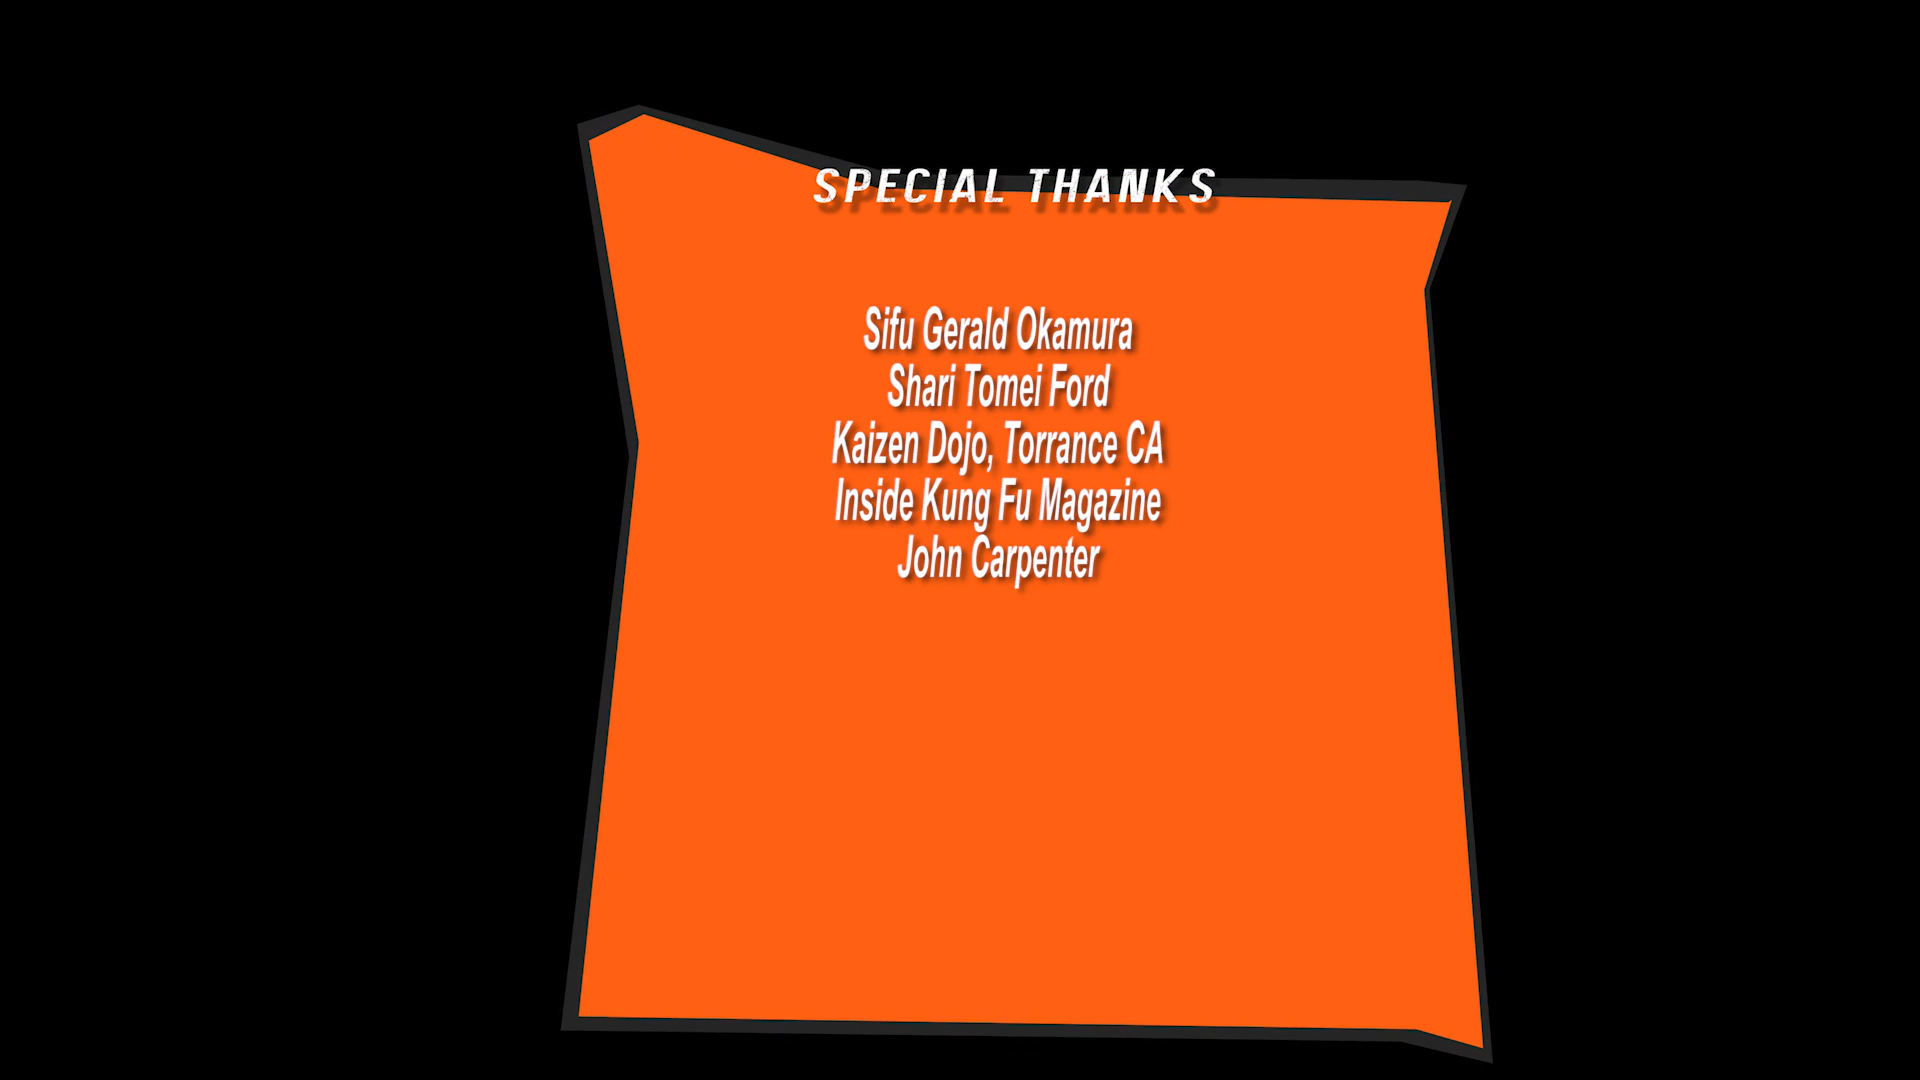 SPECIAL THANKS
Sifu Gerald Okamura
Shari Tomei Ford
Kaizen Dojo, Torrance CA
Inside Kung Fu Magazine
John Carpenter